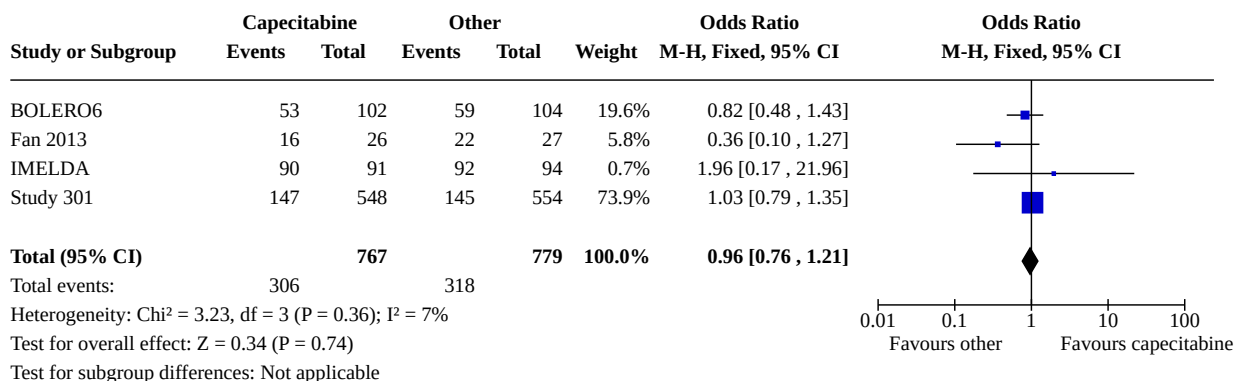 Capecitabine Other Odds Ratio Odds Ratio
Study or Subgroup Events Total Events Total Weight M-H, Fixed, 95% CI M-H, Fixed, 95% CI
BOLERO6 53 102 59 104 19.6% 0.82 [0.48 , 1.43]
Fan 2013 16 26 22 27 5.8% 0.36 [0.10 , 1.27]
IMELDA 90 91 92 94 0.7% 1.96 [0.17 , 21.96]
Study 301 147 548 145 554 73.9% 1.03 [0.79 , 1.35]
Total (95% CI) 767 779 100.0% 0.96 [0.76 , 1.21]
Total events: 306 318
Heterogeneity: Chi² = 3.23, df = 3 (P = 0.36); I² = 7%
0.01 0.1 1 10 100
Test for overall effect: Z = 0.34 (P = 0.74)
Favours other Favours capecitabine
Test for subgroup differences: Not applicable